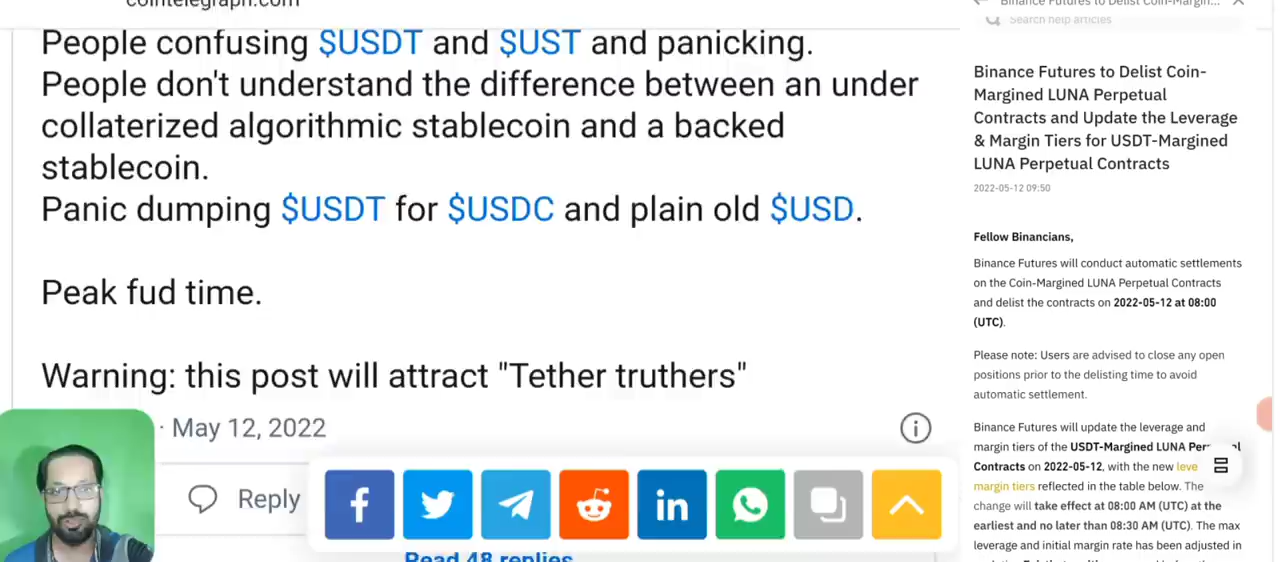 cointelegraph.com
People confusing $USDT and $UST and panicking.
People don't understand the difference between an under
collaterized algorithmic stablecoin and a backed
stablecoin.
Panic dumping $USDT for $USDC and plain old $USD.
Peak fud time.
Warning: this post will attract "Tether truthers"
· May 12, 2022
Reply
Read 48 replies
Binance Futures to Delist Coin-Margin...
Search help articles
Binance Futures to Delist Coin-
Margined LUNA Perpetual
Contracts and Update the Leverage
& Margin Tiers for USDT-Margined
LUNA Perpetual Contracts
2022-05-12 09:50
Fellow Binancians,
Binance Futures will conduct automatic settlements
on the Coin-Margined LUNA Perpetual Contracts
and delist the contracts on 2022-05-12 at 08:00
(UTC).
Please note: Users are advised to close any open
positions prior to the delisting time to avoid
automatic settlement.
Binance Futures will update the leverage and
margin tiers of the USDT-Margined LUNA
Contracts on 2022-05-12, with the new
margin tiers reflected in the table below. The
change will take effect at 08:00 AM (UTC) at the
earliest and no later than 08:30 AM (UTC). The max
leverage and initial margin rate has been adjusted in